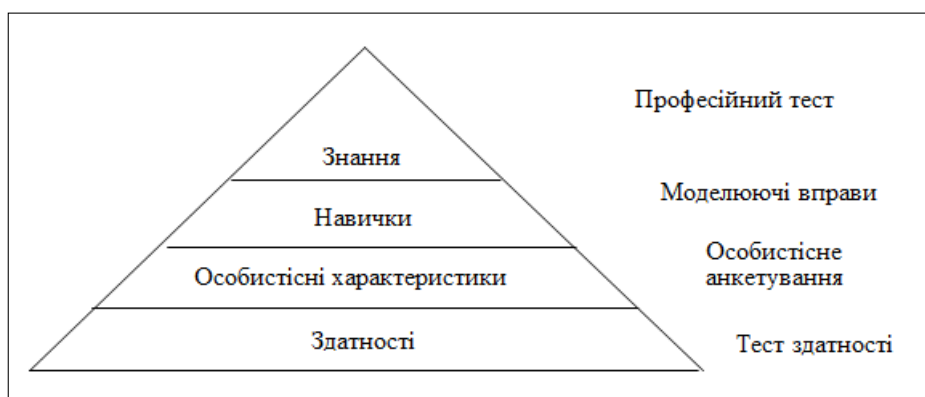 Професійний тест
Знання
Моделюючі вправи
Навички
Особистісне
анкетування
Особистісні характеристики
Здатності
Тест здатності